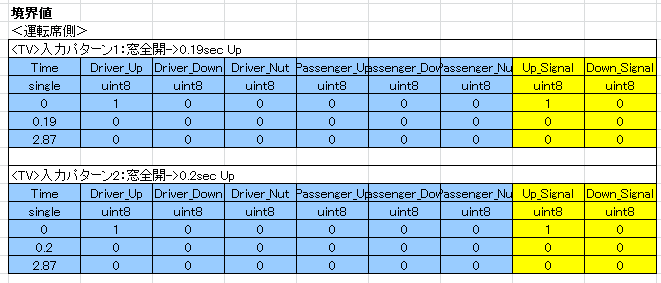 境界値
＜運転席側＞
<TV>入力パターン1：窓全開->0.19sec Up
Time Driver_Up Driver_Down Driver_Nut Passenger_Up Passenger_Dow Passenger_Nu Up_Signal Down_Signal
single uint8 uint8 uint8 uint8 uint8 uint8 uint8 uint8
0 1 0 0 0 0 0 1 0
0.19 0 0 0 0 0 0 0 0
2.87 0 0 0 0 0 0 0 0
<TV>入力パターン2：窓全開->0.2sec Up
Time Driver_Up Driver_Down Driver_Nut Passenger_Up Passenger_Dow Passenger_Nu Up_Signal Down_Signal
single uint8 uint8 uint8 uint8 uint8 uint8 uint8 uint8
0 1 0 0 0 0 0 1 0
0.2 0 0 0 0 0 0 0 0
2.87 0 0 0 0 0 0 0 0